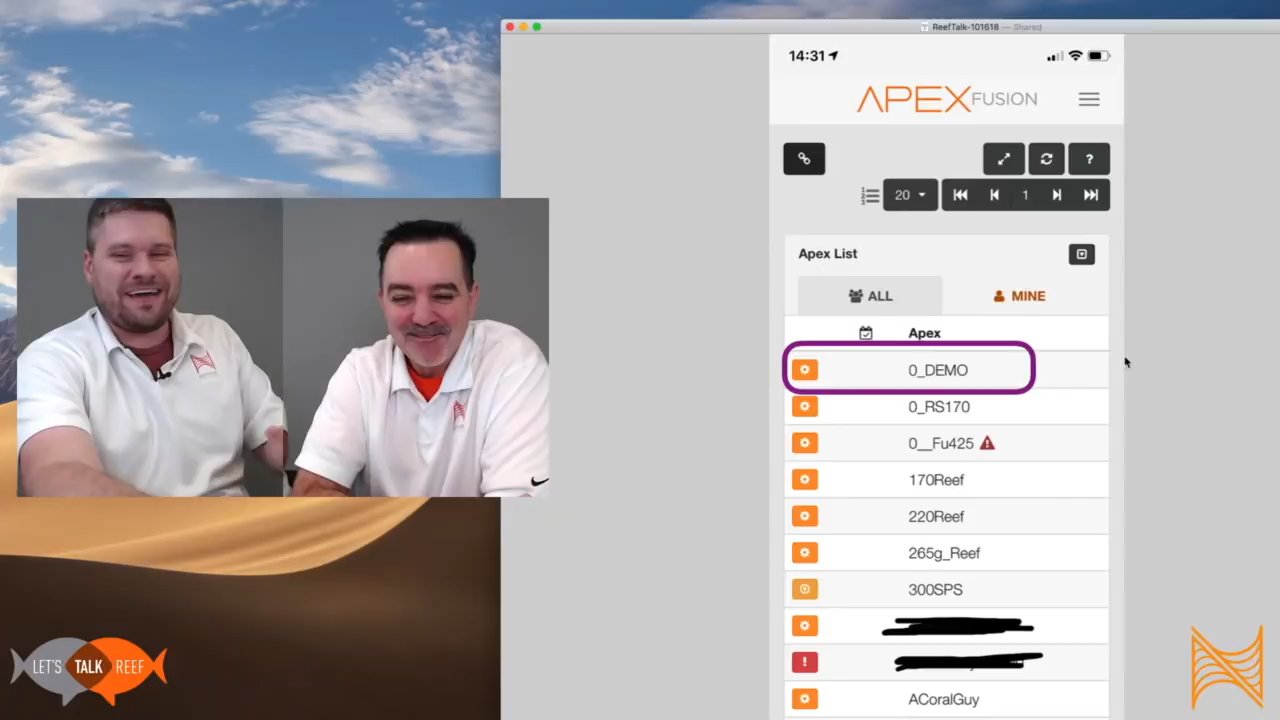 ReefTalk-101618 — Shared
14:31
APEX FUSION
?
20
1
Apex List
ALL
MINE
Apex
0_DEMO
0_RS170
0__Fu425
170Reef
220Reef
265g_Reef
300SPS
!
ACoralGuy
LET'S TALK REEF